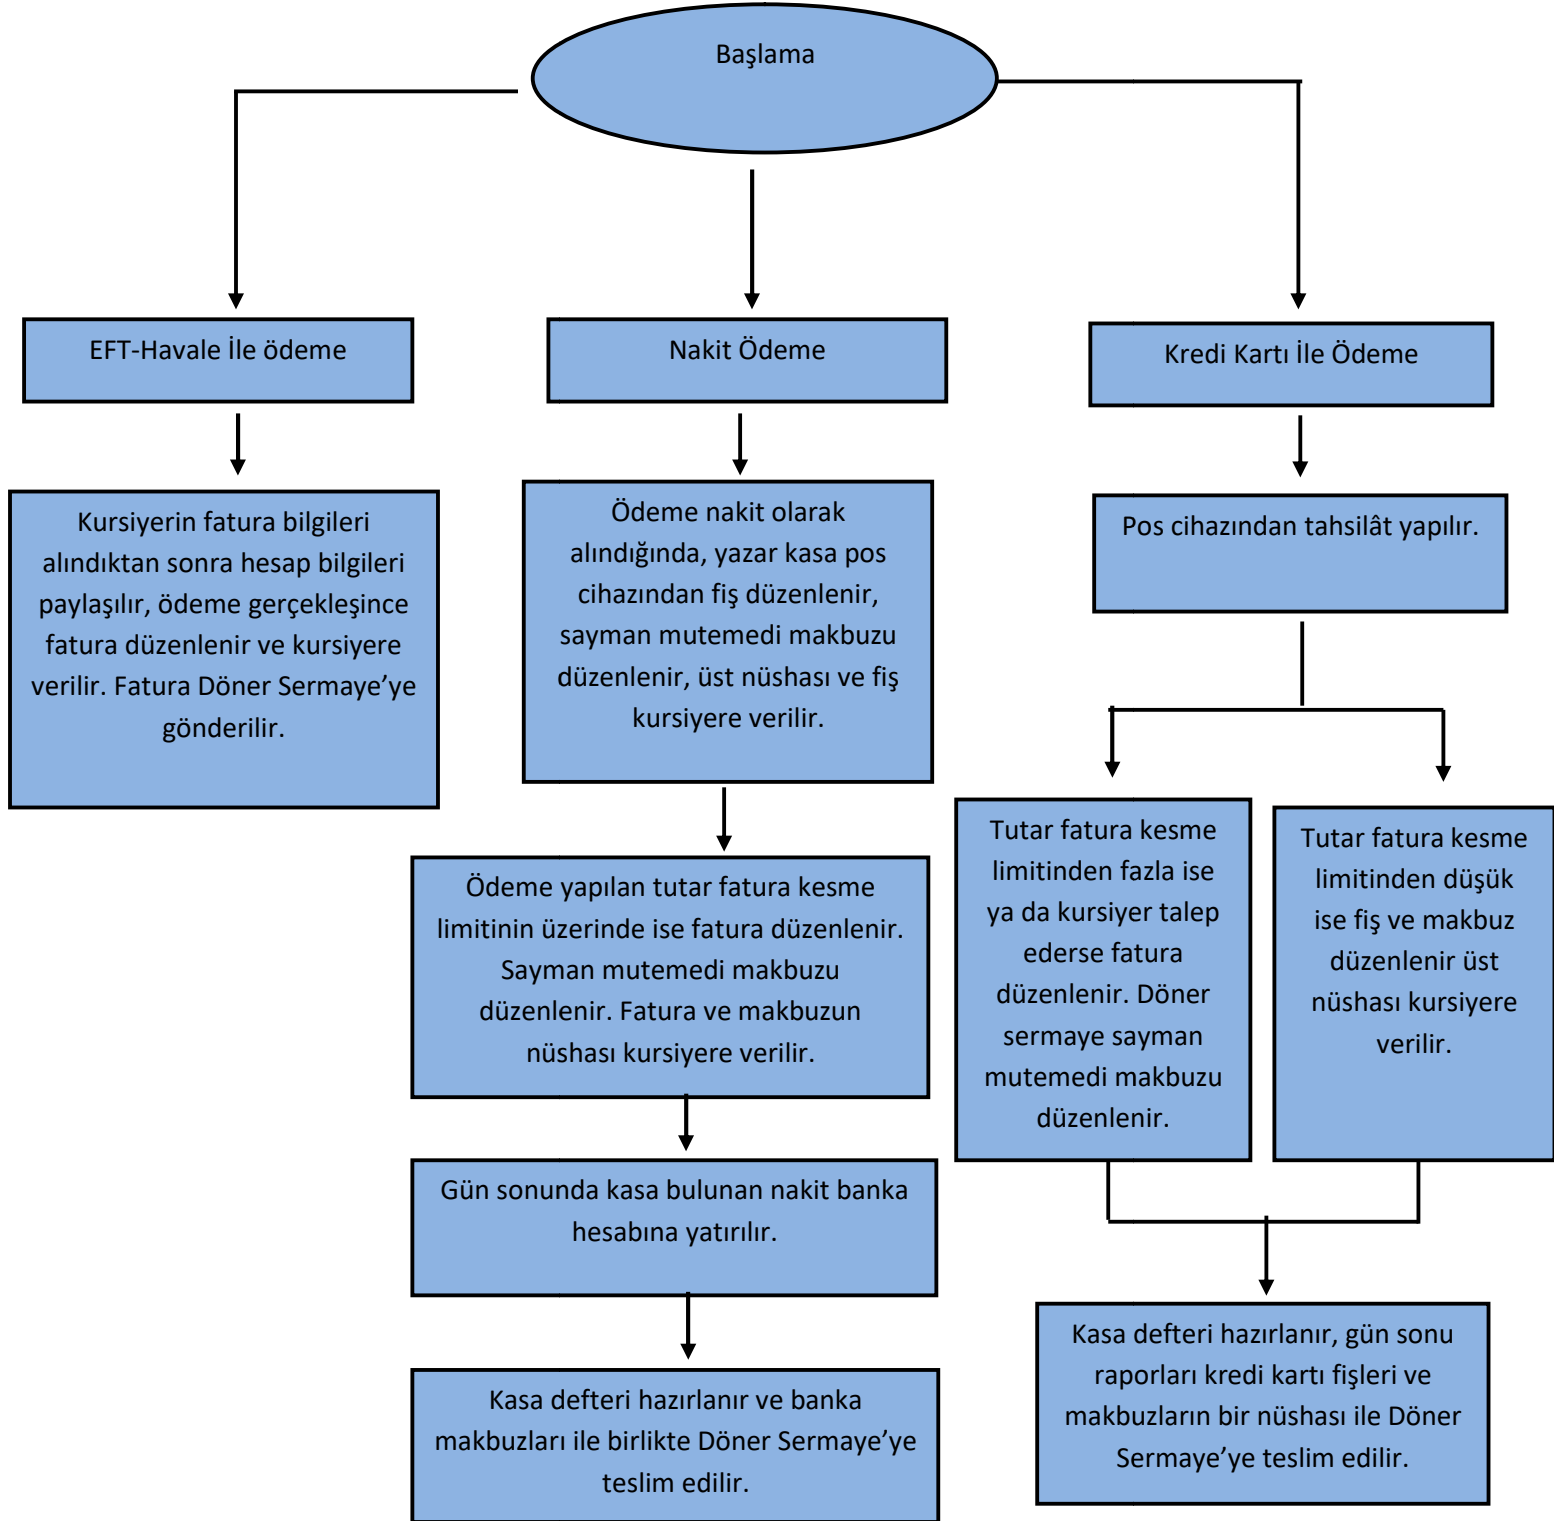 Başlama
EFT-Havale İle ödeme
Nakit Ödeme
Kredi Kartı İle Ödeme
Kursiyerin fatura bilgileri
alındıktan sonra hesap bilgileri
paylaşılır, ödeme gerçekleşince
fatura düzenlenir ve kursiyere
verilir. Fatura Döner Sermaye’ye
gönderilir.
Ödeme nakit olarak
alındığında, yazar kasa pos
cihazından fiş düzenlenir,
sayman mutemedi makbuzu
düzenlenir, üst nüshası ve fiş
kursiyere verilir.
Pos cihazından tahsilât yapılır.
Ödeme yapılan tutar fatura kesme
limitinin üzerinde ise fatura düzenlenir.
Sayman mutemedi makbuzu
düzenlenir. Fatura ve makbuzun
nüshası kursiyere verilir.
Tutar fatura kesme
limitinden fazla ise
ya da kursiyer talep
ederse fatura
düzenlenir. Döner
sermaye sayman
mutemedi makbuzu
düzenlenir.
Tutar fatura kesme
limitinden düşük
ise fiş ve makbuz
düzenlenir üst
nüshası kursiyere
verilir.
Gün sonunda kasa bulunan nakit banka
hesabına yatırılır.
Kasa defteri hazırlanır ve banka
makbuzları ile birlikte Döner Sermaye’ye
teslim edilir.
Kasa defteri hazırlanır, gün sonu
raporları kredi kartı fişleri ve
makbuzların bir nüshası ile Döner
Sermaye’ye teslim edilir.